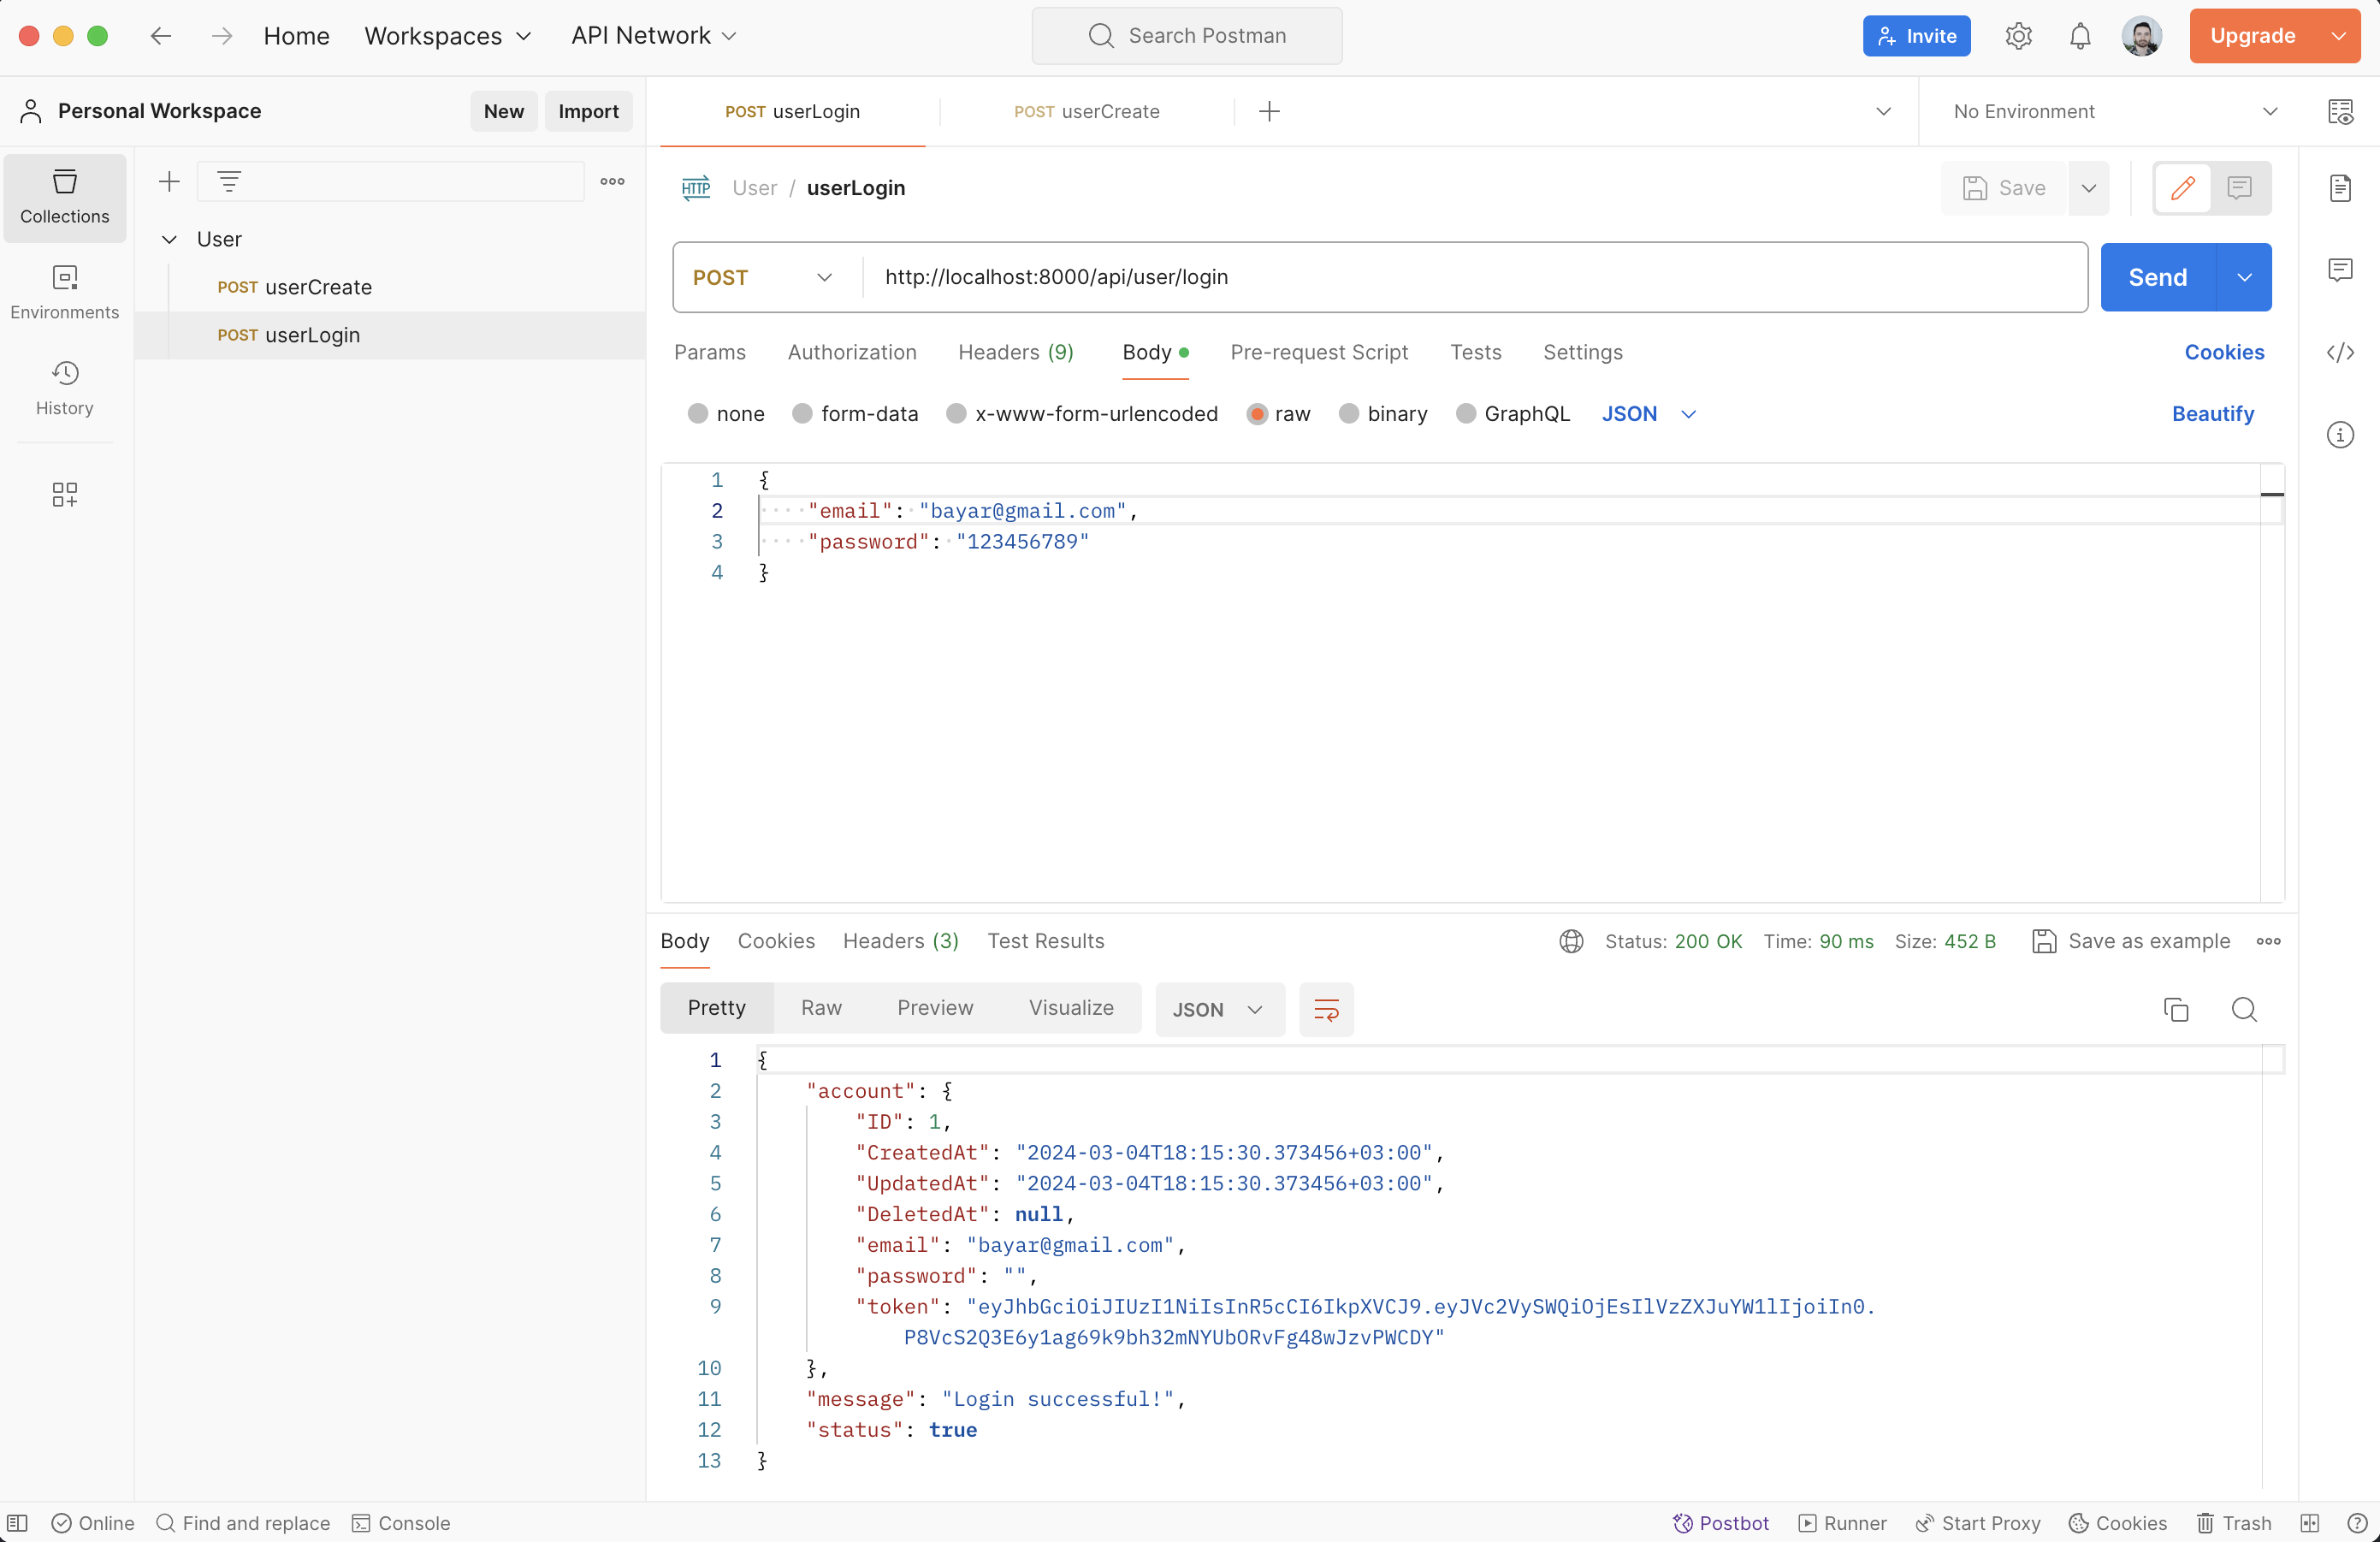 Home Workspaces API Network Search Postman Invite Upgrade
Personal Workspace New Import POST userLogin POST userCreate No Environment
Collections
Environments
History
User
POST userCreate
POST userLogin
HTTP User / userLogin Save
POST http://localhost:8000/api/user/login Send
Params Authorization Headers (9) Body Pre-request Script Tests Settings Cookies
none form-data x-www-form-urlencoded raw binary GraphQL JSON Beautify
1 {
2 "email": "bayar@gmail.com",
3 "password": "123456789"
4 }
Body Cookies Headers (3) Test Results Status: 200 OK Time: 90 ms Size: 452 B Save as example
Pretty Raw Preview Visualize JSON
1 {
2 "account": {
3 "ID": 1,
4 "CreatedAt": "2024-03-04T18:15:30.373456+03:00",
5 "UpdatedAt": "2024-03-04T18:15:30.373456+03:00",
6 "DeletedAt": null,
7 "email": "bayar@gmail.com",
8 "password": "",
9 "token": "eyJhbGciOiJIUzI1NiIsInR5cCI6IkpXVCJ9.eyJVc2VySWQiOjEsIlVzZXJuYW1lIjoiIn0.
P8VcS2Q3E6y1ag69k9bh32mNYUbORvFg48wJzvPWCDY"
10 },
11 "message": "Login successful!",
12 "status": true
13 }
Online Find and replace Console Postbot Runner Start Proxy Cookies Trash